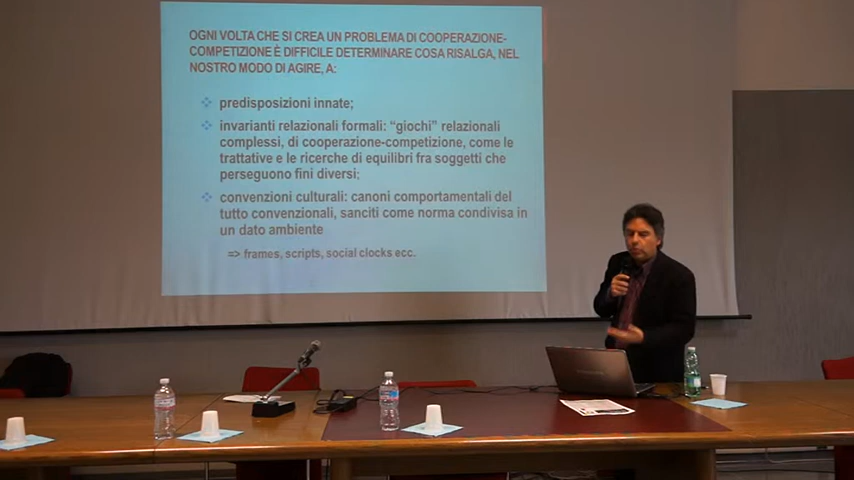 OGNI VOLTA CHE SI CREA UN PROBLEMA DI COOPERAZIONE-
COMPETIZIONE È DIFFICILE DETERMINARE COSA RISALGA, NEL
NOSTRO MODO DI AGIRE, A:
predisposizioni innate;
invarianti relazionali formali: “giochi” relazionali
complessi, di cooperazione-competizione, come le
trattative e le ricerche di equilibri fra soggetti che
perseguono fini diversi;
convenzioni culturali: canoni comportamentali del
tutto convenzionali, sanciti come norma condivisa in
un dato ambiente
=> frames, scripts, social clocks ecc.